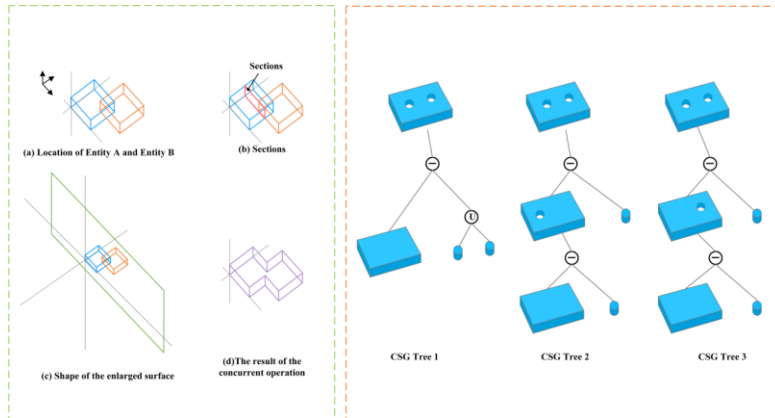 Sections
(a) Location of Entity A and Entity B
(b) Sections
(c) Shape of the enlarged surface
(d)The result of the
concurrent operation
U
CSG Tree 1
CSG Tree 2
CSG Tree 3